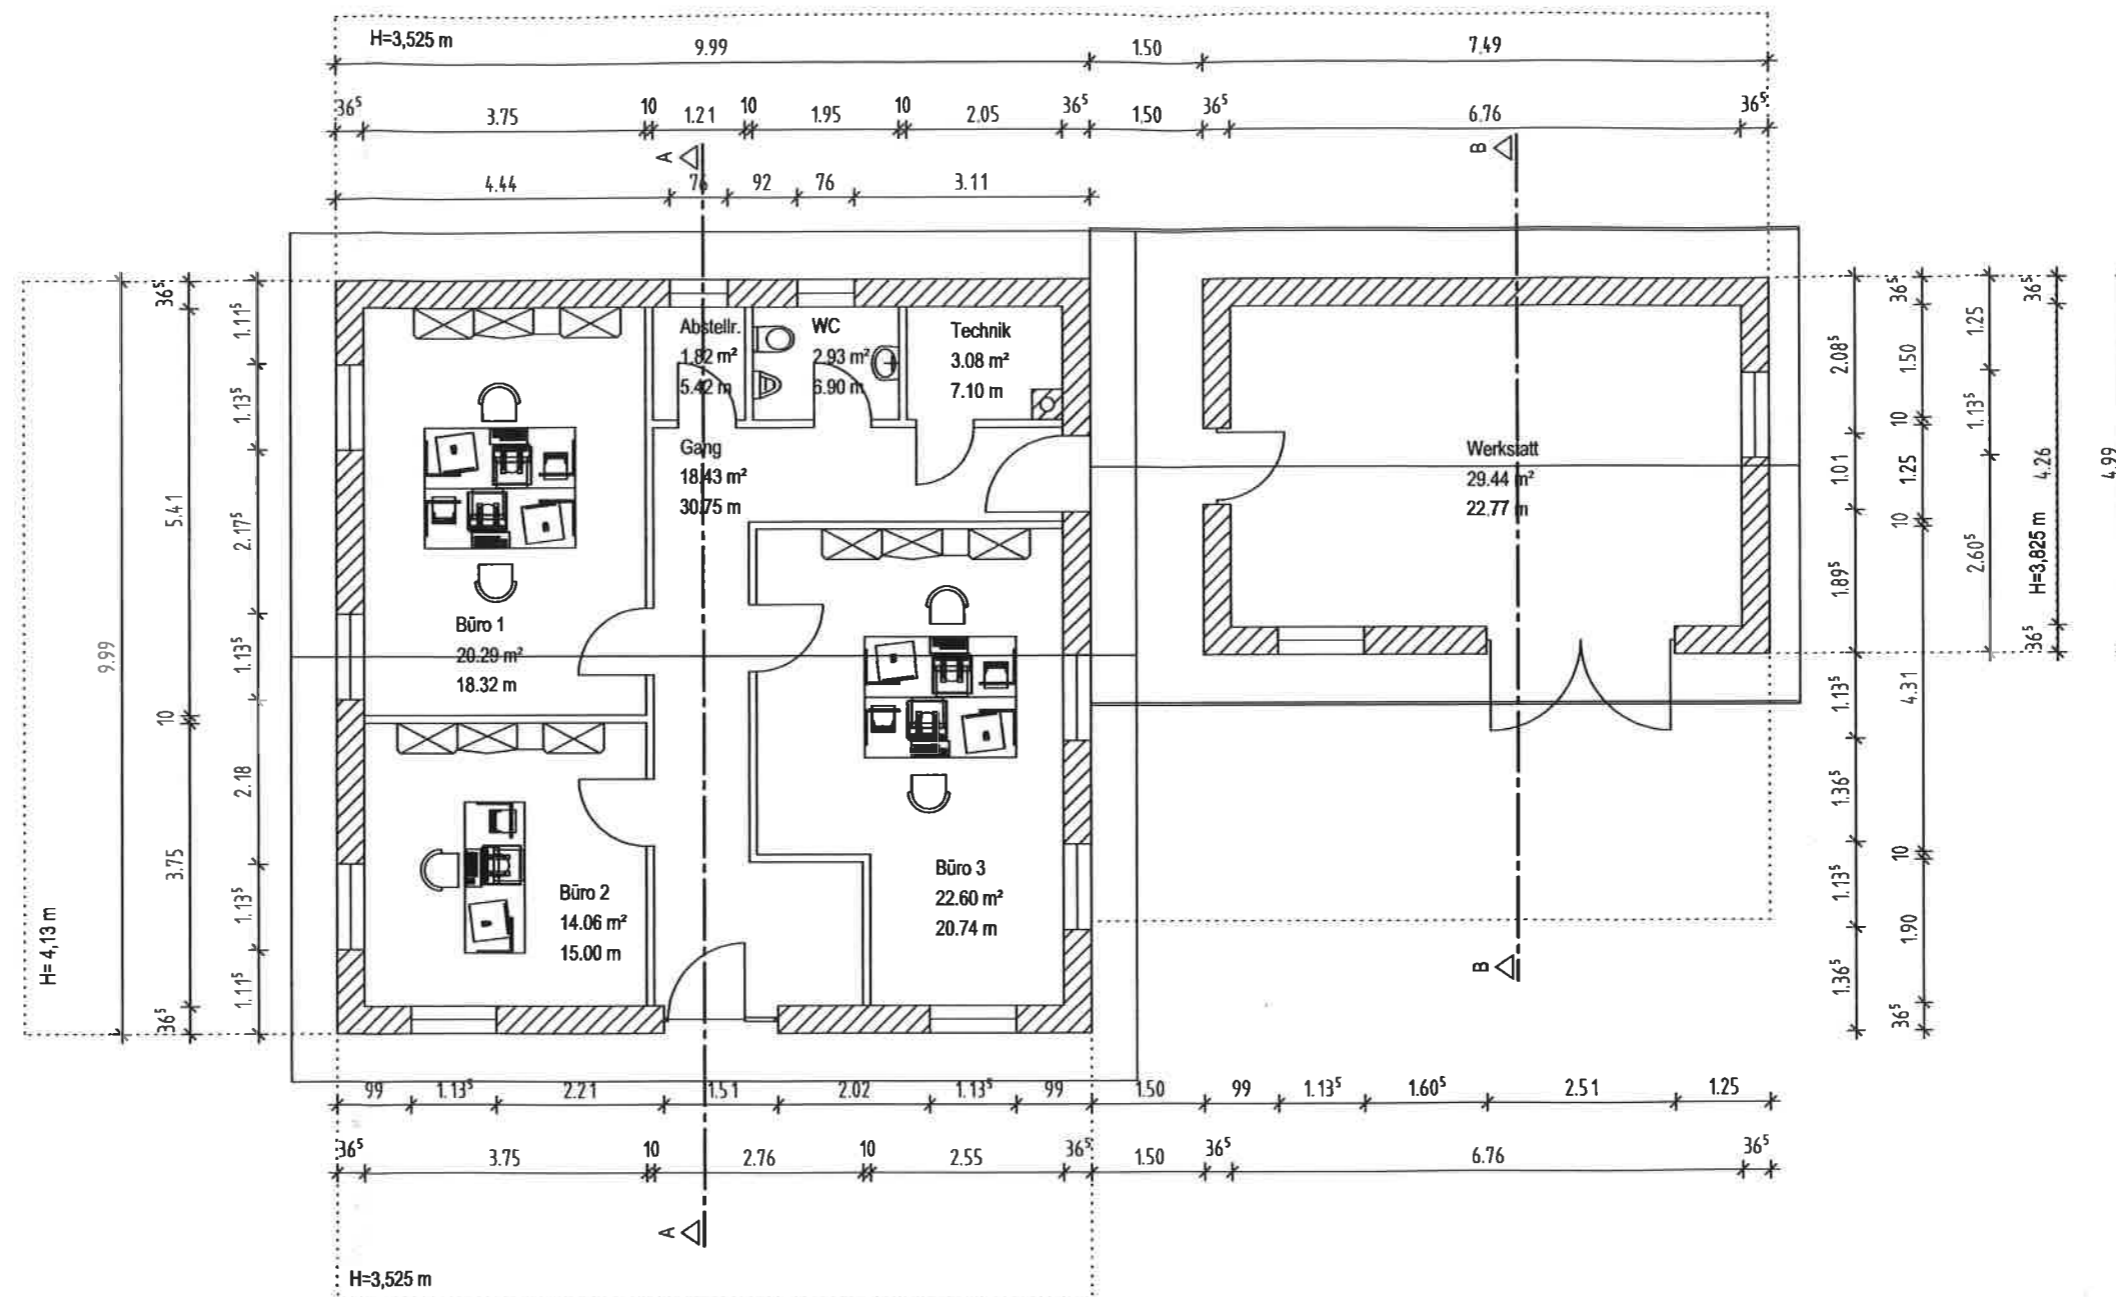 H=3,525 m
9.99
1.50
7.49
36⁵
3.75
10
1.21
10
1.95
10
2.05
36⁵
1,50
36⁵
6.76
36⁵
A
B
4.44
76
92
76
3.11
Abstellr.
1.82 m²
5.42 m
WC
2.93 m²
6.90 m
Technik
3.08 m²
7.10 m
Gang
18.43 m²
30.75 m
Werkstatt
29.44 m²
22.77 m
Büro 1
20.29 m²
18.32 m
Büro 2
14.06 m²
15.00 m
Büro 3
22.60 m²
20.74 m
H= 4,13 m
9.99
36⁵
5.41
10
3.75
36⁵
1.11⁵
1.13⁵
2.17⁵
1.13⁵
2.18
1.13⁵
1.11⁵
2.08⁵
1.01
1.89⁵
1.13⁵
1.36⁵
1.13⁵
1.36⁵
36⁵
1.50
10
1.25
10
4.31
10
1.90
36⁵
1.25
1.13⁵
2.60⁵
36⁵
4.26
36⁵
H=3,825 m
4.99
B
99
1.13⁵
2.21
1.51
2.02
1.13⁵
99
1.50
99
1.13⁵
1.60⁵
2.51
1.25
36⁵
3.75
10
2.76
10
2.55
36⁵
1.50
36⁵
6.76
36⁵
A
H=3,525 m